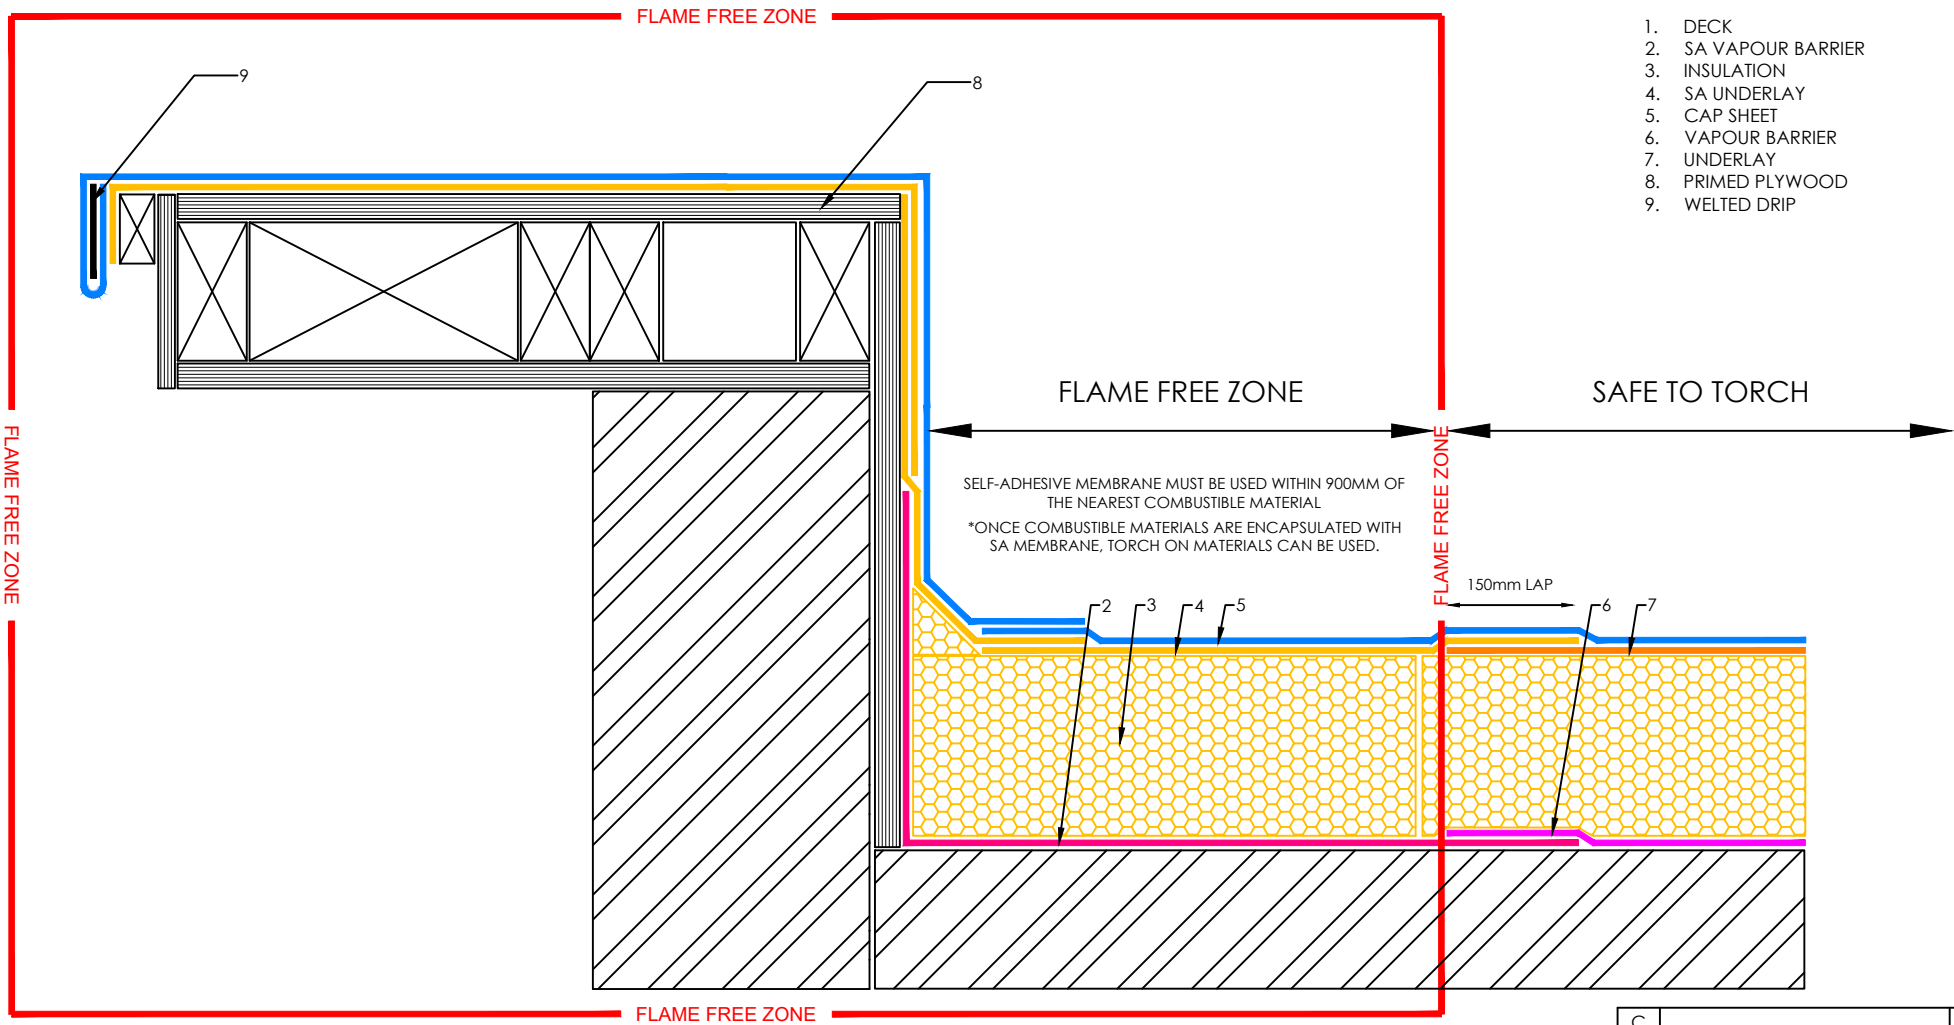 FLAME FREE ZONE
1. DECK
2. SA VAPOUR BARRIER
3. INSULATION
4. SA UNDERLAY
5. CAP SHEET
6. VAPOUR BARRIER
7. UNDERLAY
8. PRIMED PLYWOOD
9. WELTED DRIP
9
8
FLAME FREE ZONE
SAFE TO TORCH
FLAME FREE ZONE
FLAME FREE ZONE
SELF-ADHESIVE MEMBRANE MUST BE USED WITHIN 900MM OF
THE NEAREST COMBUSTIBLE MATERIAL
*ONCE COMBUSTIBLE MATERIALS ARE ENCAPSULATED WITH
SA MEMBRANE, TORCH ON MATERIALS CAN BE USED.
150mm LAP
2
3
4
5
6
7
FLAME FREE ZONE
C